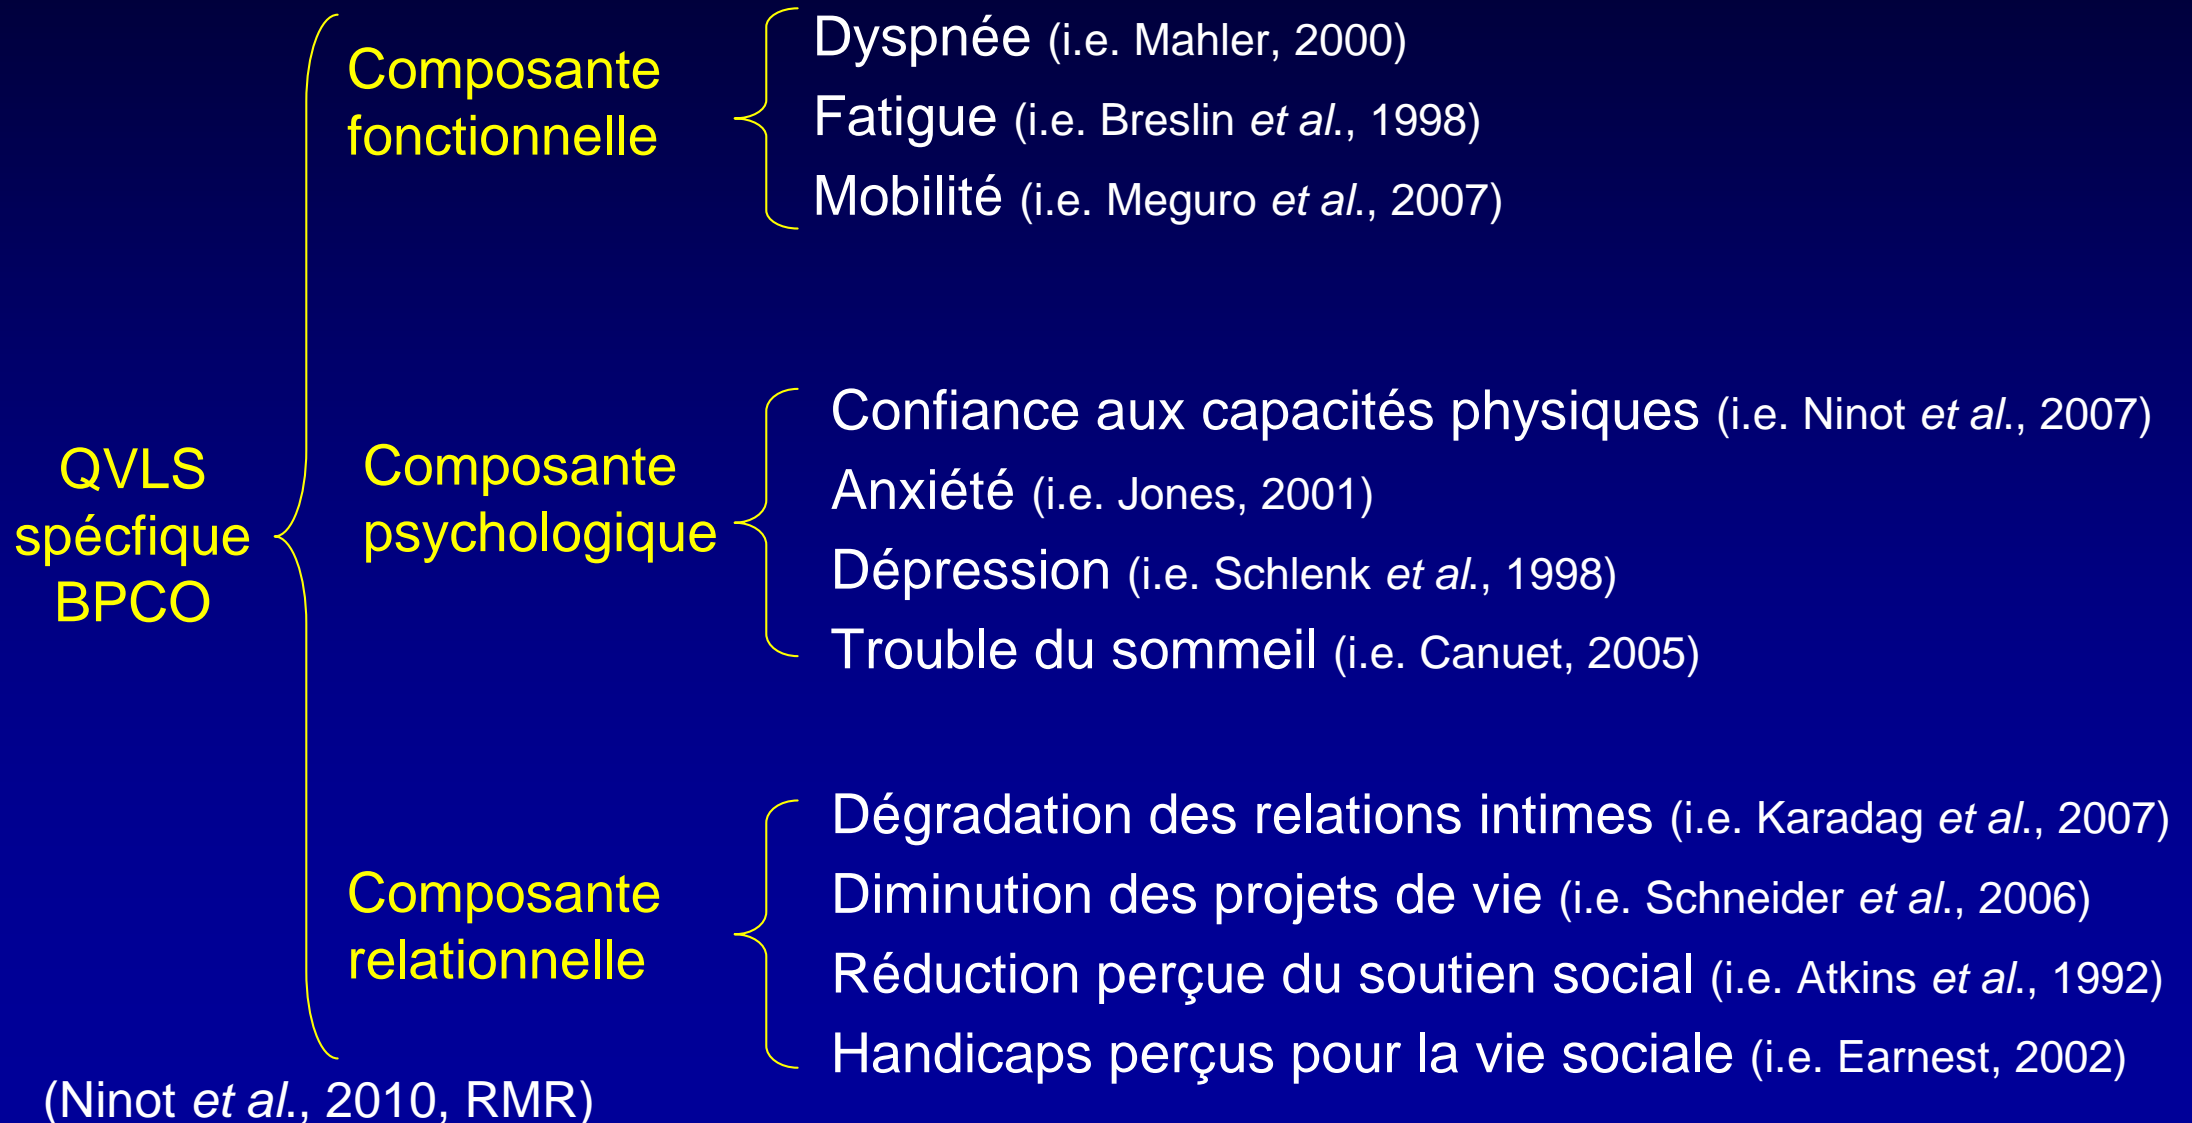 QVLS
spécfique
BPCO
Composante
fonctionnelle
Dyspnée (i.e. Mahler, 2000)
Fatigue (i.e. Breslin et al., 1998)
Mobilité (i.e. Meguro et al., 2007)
Composante
psychologique
Confiance aux capacités physiques (i.e. Ninot et al., 2007)
Anxiété (i.e. Jones, 2001)
Dépression (i.e. Schlenk et al., 1998)
Trouble du sommeil (i.e. Canuet, 2005)
Composante
relationnelle
Dégradation des relations intimes (i.e. Karadag et al., 2007)
Diminution des projets de vie (i.e. Schneider et al., 2006)
Réduction perçue du soutien social (i.e. Atkins et al., 1992)
Handicaps perçus pour la vie sociale (i.e. Earnest, 2002)
(Ninot et al., 2010, RMR)